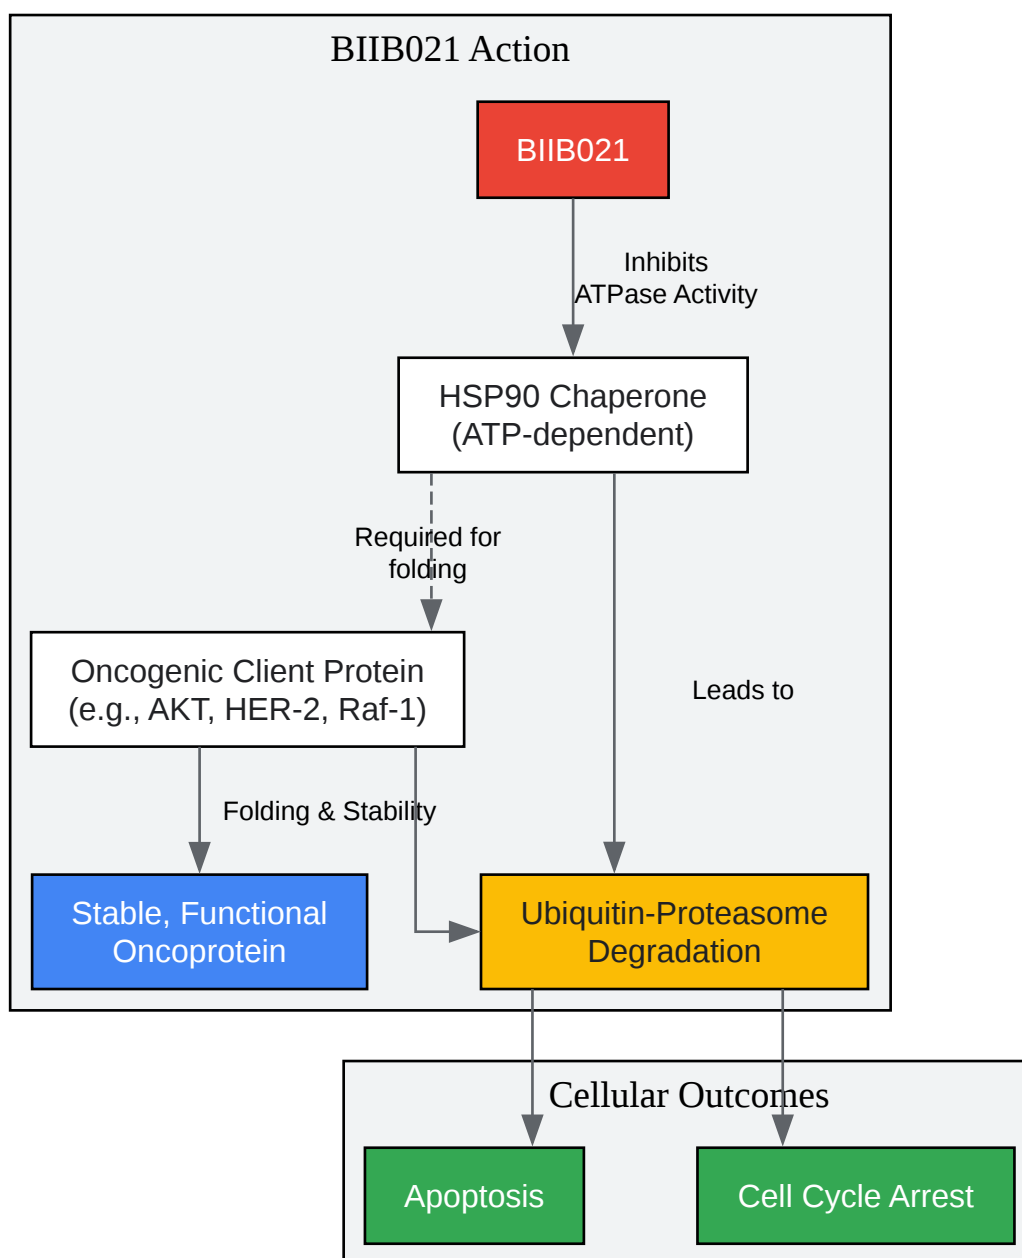 BIIB021 Action
BIIB021
Inhibits
ATPase Activity
HSP90 Chaperone
(ATP-dependent)
Required for
folding
Oncogenic Client Protein
(e.g., AKT, HER-2, Raf-1)
Leads to
Folding & Stability
Stable, Functional
Oncoprotein
Ubiquitin-Proteasome
Degradation
Cellular Outcomes
Apoptosis
Cell Cycle Arrest